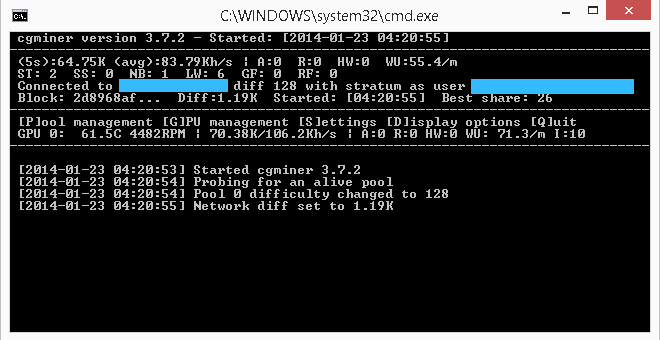 C:\WINDOWS\system32\cmd.exe
cgminer version 3.7.2 - Started: [2014-01-23 04:20:55]
(5s):64.75K (avg):83.79Kh/s | A:0 R:0 HW:0 WU:55.4/m
ST: 2 SS: 0 NB: 1 LW: 6 GF: 0 RF: 0
Connected to diff 128 with stratum as user
Block: 2d8968af... Diff:1.19K Started: [04:20:55] Best share: 26
[P]ool management [G]PU management [S]ettings [D]isplay options [Q]uit
GPU 0: 61.5C 4482RPM | 70.38K/106.2Kh/s | A:0 R:0 HW:0 WU: 71.3/m I:10
[2014-01-23 04:20:53] Started cgminer 3.7.2
[2014-01-23 04:20:54] Probing for an alive pool
[2014-01-23 04:20:54] Pool 0 difficulty changed to 128
[2014-01-23 04:20:55] Network diff set to 1.19K